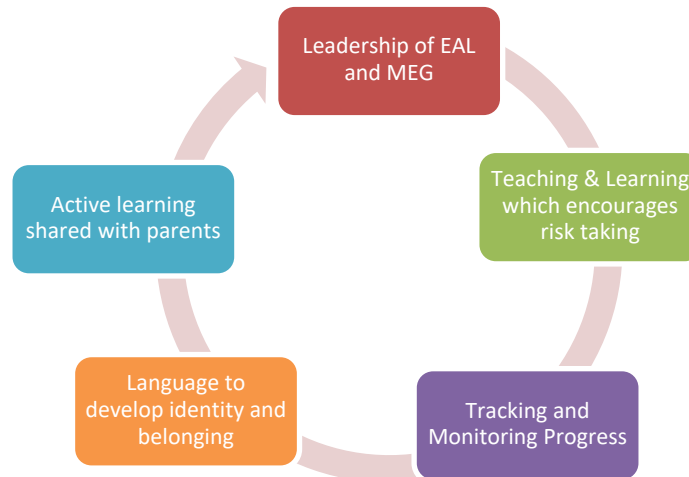 Leadership of EAL
and MEG
Teaching & Learning
which encourages
risk taking
Tracking and
Monitoring Progress
Language to
develop identity and
belonging
Active learning
shared with parents